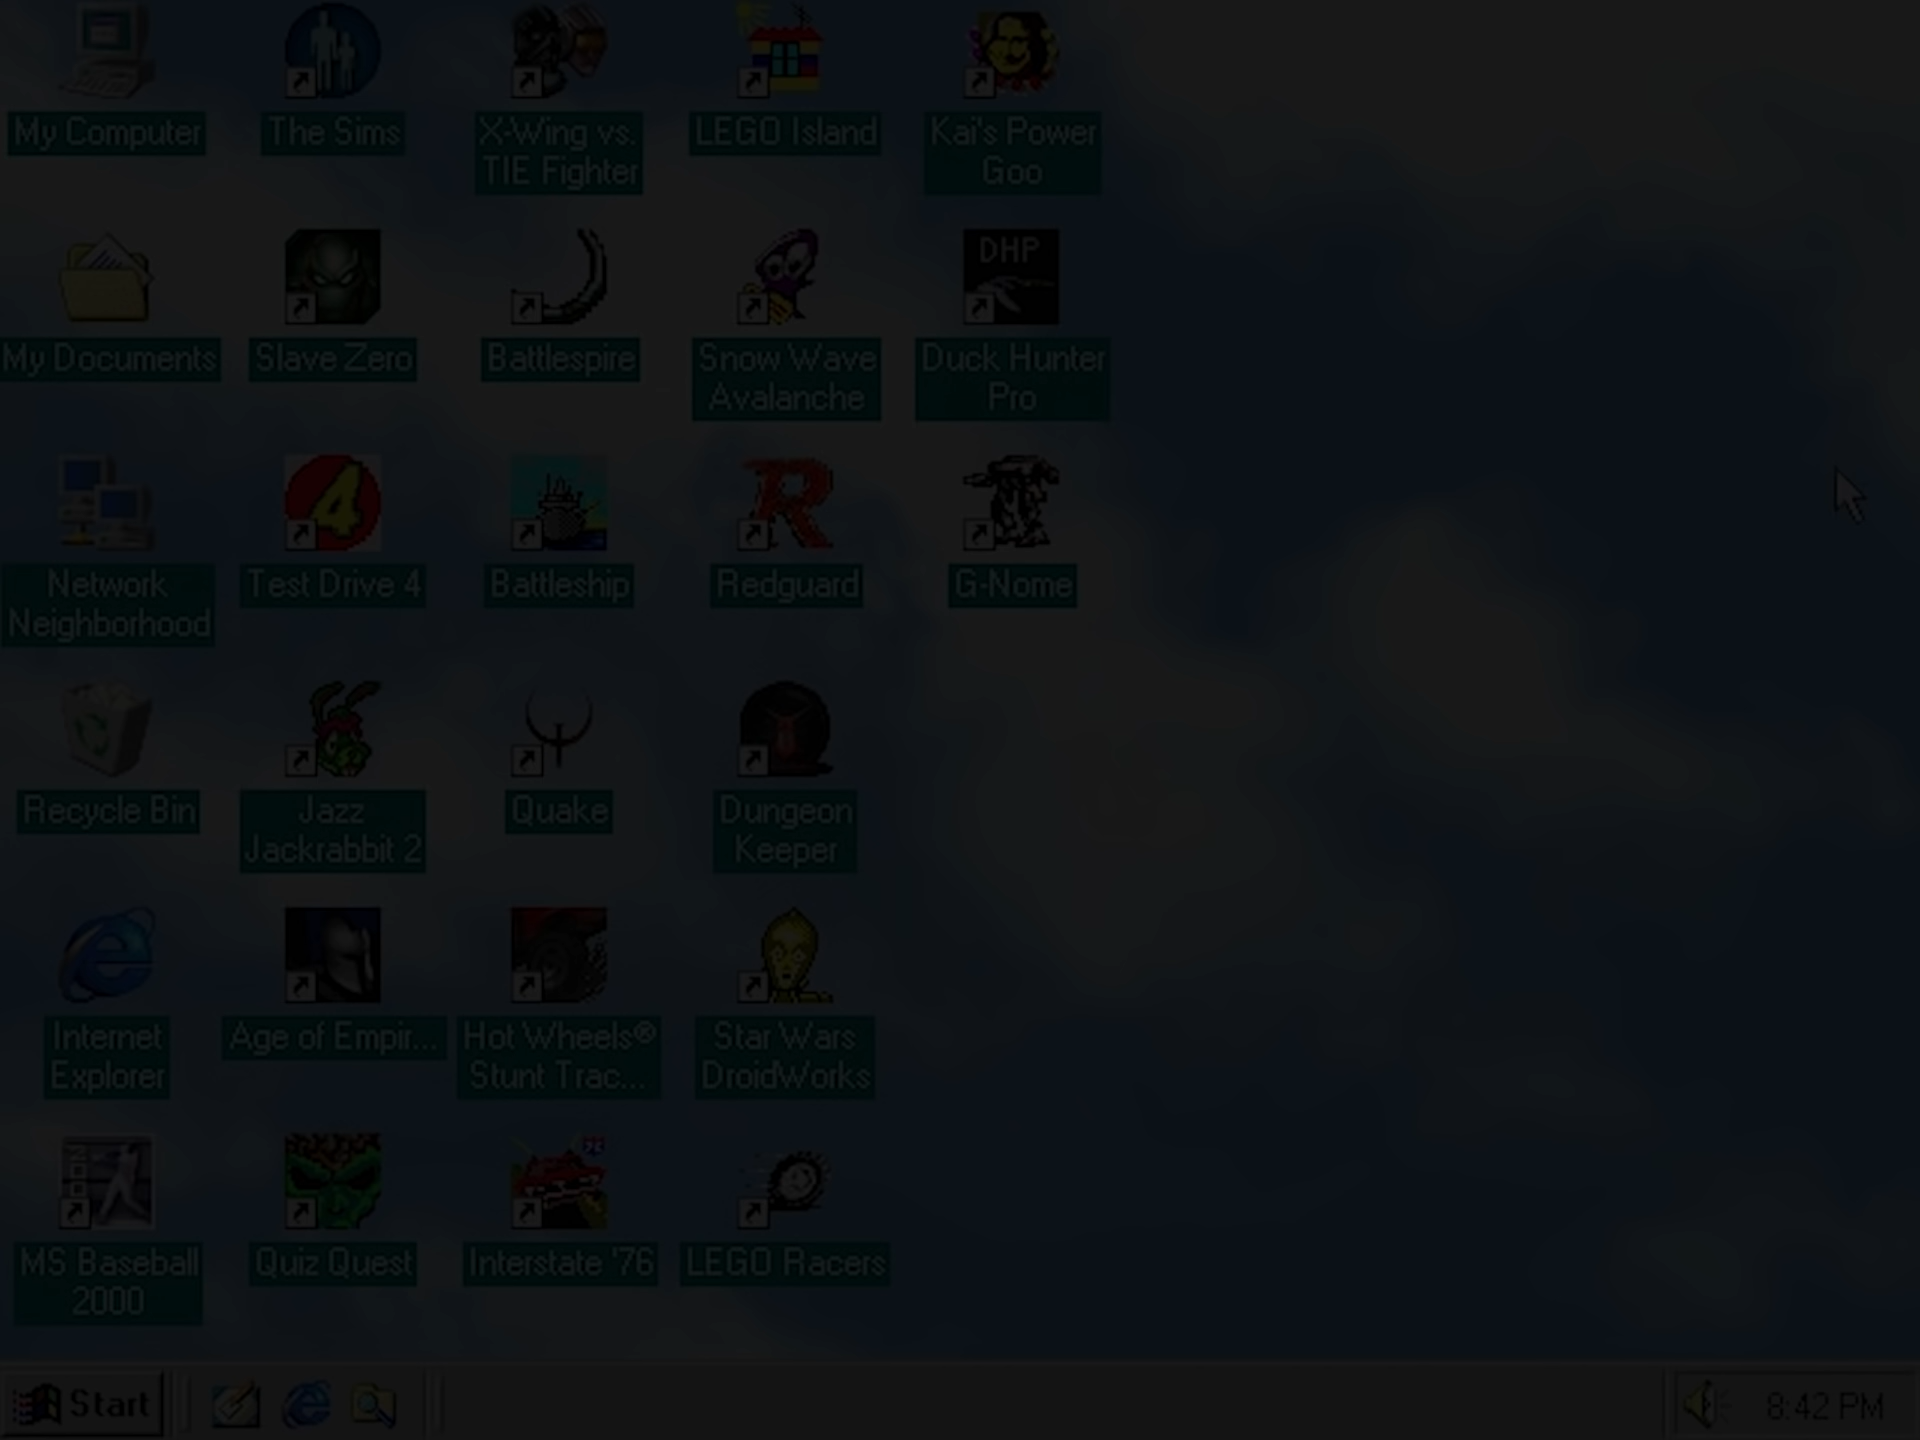 My Computer
The Sims
X-Wing vs.
TIE Fighter
LEGO Island
Kai's Power
Goo
My Documents
Slave Zero
Battlespire
Snow Wave
Avalanche
DHP
Duck Hunter
Pro
Network
Neighborhood
4
Test Drive 4
Battleship
R
Redguard
G-Nome
Recycle Bin
Jazz
Jackrabbit 2
Quake
Dungeon
Keeper
Internet
Explorer
Age of Empir...
Hot Wheels®
Stunt Trac...
Star Wars
DroidWorks
MS Baseball
2000
Quiz Quest
Interstate '76
LEGO Racers
Start
8:42 PM